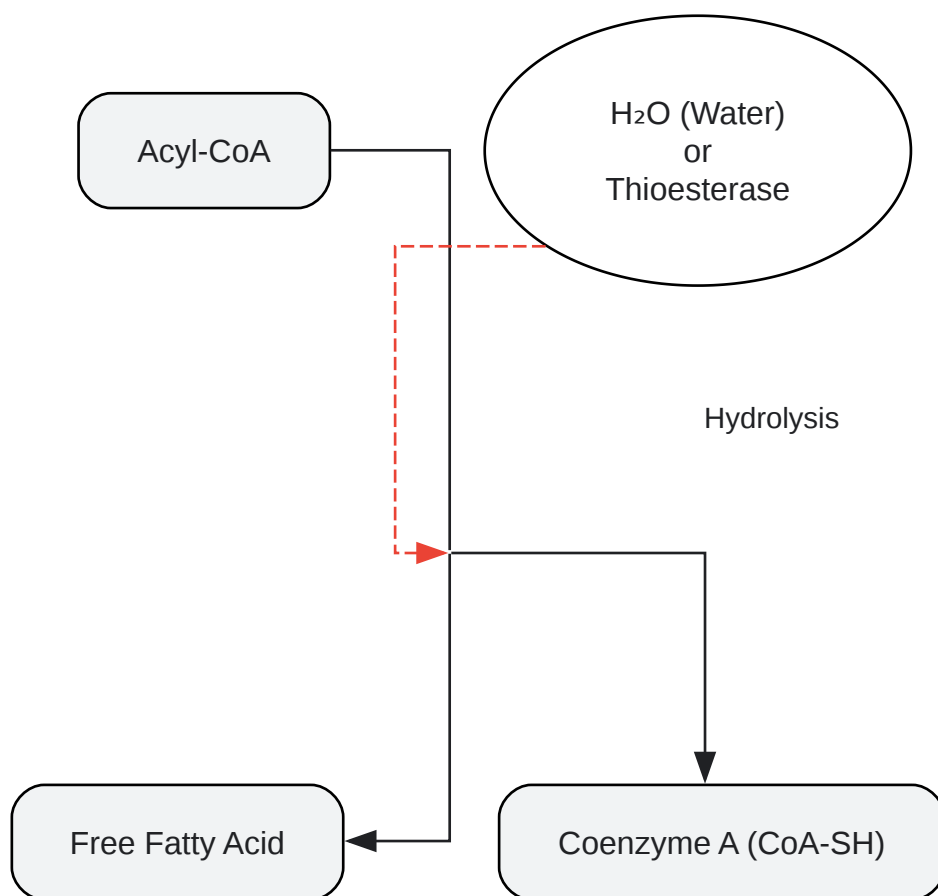 Acyl-CoA
H₂O (Water)
or
Thioesterase
Hydrolysis
Free Fatty Acid
Coenzyme A (CoA-SH)